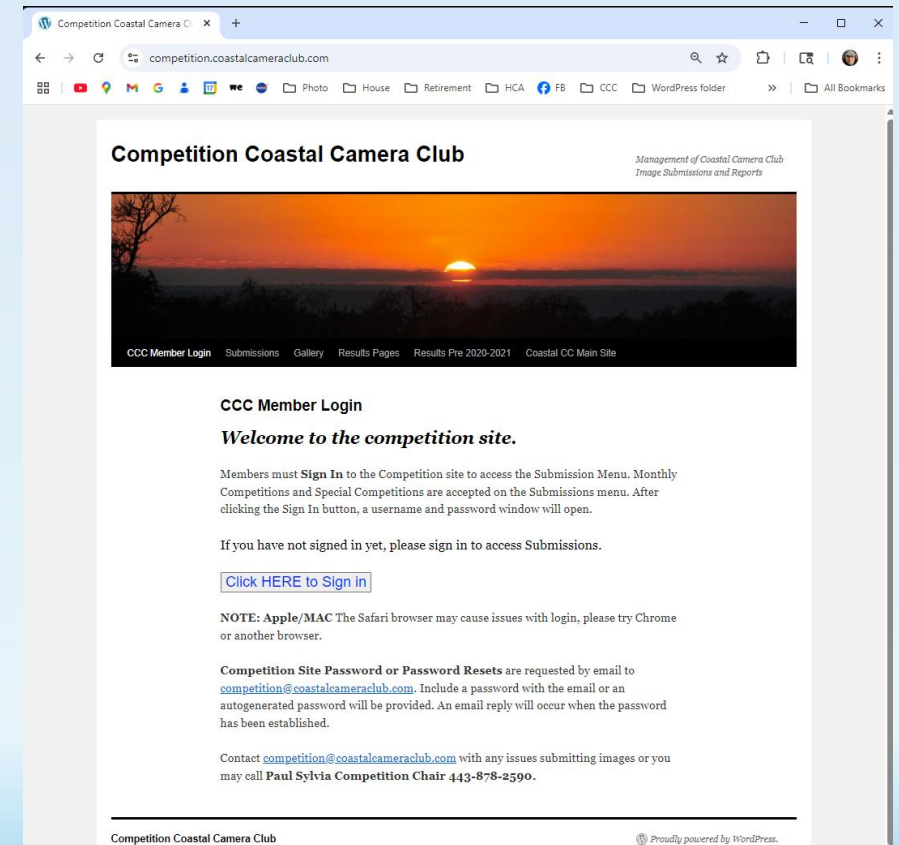 Competition Coastal Camera Cl
competition.coastalcameraclub.com
17 we Photo House Retirement HCA FB CCC WordPress folder » All Bookmarks
Competition Coastal Camera Club
Management of Coastal Camera Club
Image Submissions and Reports
CCC Member Login Submissions Gallery Results Pages Results Pre 2020-2021 Coastal CC Main Site
CCC Member Login
Welcome to the competition site.
Members must Sign In to the Competition site to access the Submission Menu. Monthly
Competitions and Special Competitions are accepted on the Submissions menu. After
clicking the Sign In button, a username and password window will open.
If you have not signed in yet, please sign in to access Submissions.
Click HERE to Sign in
NOTE: Apple/MAC The Safari browser may cause issues with login, please try Chrome
or another browser.
Competition Site Password or Password Resets are requested by email to
competition@coastalcameraclub.com. Include a password with the email or an
autogenerated password will be provided. An email reply will occur when the password
has been established.
Contact competition@coastalcameraclub.com with any issues submitting images or you
may call Paul Sylvia Competition Chair 443-878-2590.
Competition Coastal Camera Club
Proudly powered by WordPress.